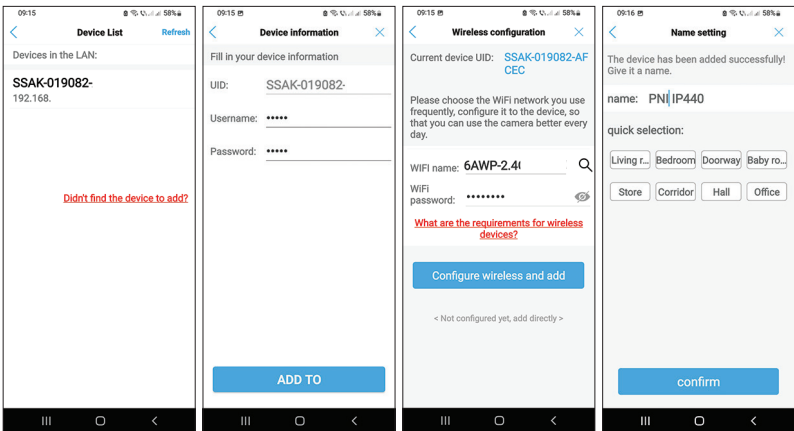 09:15
58%
Device List
Refresh
Devices in the LAN:
SSAK-019082-
192.168.
Didn't find the device to add?
09:15
58%
Device information
Fill in your device information
UID: SSAK-019082-
Username: •••••
Password: •••••
ADD TO
09:15
58%
Wireless configuration
Current device UID: SSAK-019082-AF
CEC
Please choose the WiFi network you use
frequently, configure it to the device, so
that you can use the camera better every
day.
WIFI name: 6AWP-2.4(
WiFi
password: ••••••••
What are the requirements for wireless
devices?
Configure wireless and add
< Not configured yet, add directly >
09:16
58%
Name setting
The device has been added successfully!
Give it a name.
name: PNI IP440
quick selection:
Living r... Bedroom Doorway Baby ro...
Store Corridor Hall Office
confirm